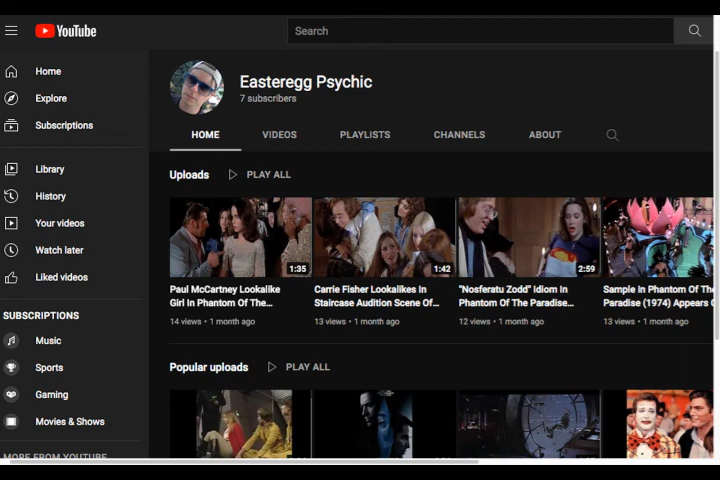 YouTube
Search
Home
Explore
Subscriptions
Library
History
Your videos
Watch later
Liked videos
SUBSCRIPTIONS
Music
Sports
Gaming
Movies & Shows
MORE FROM YOUTUBE
Easteregg Psychic
7 subscribers
HOME VIDEOS PLAYLISTS CHANNELS ABOUT
Uploads PLAY ALL
1:35 1:42 2:59
Paul McCartney Lookalike
Girl In Phantom Of The...
14 views • 1 month ago
Carrie Fisher Lookalikes In
Staircase Audition Scene Of...
13 views • 1 month ago
"Nosferatu Zodd" Idiom In
Phantom Of The Paradise...
12 views • 1 month ago
Sample In Phantom Of The
Paradise (1974) Appears
13 views • 1 month ago
Popular uploads PLAY ALL